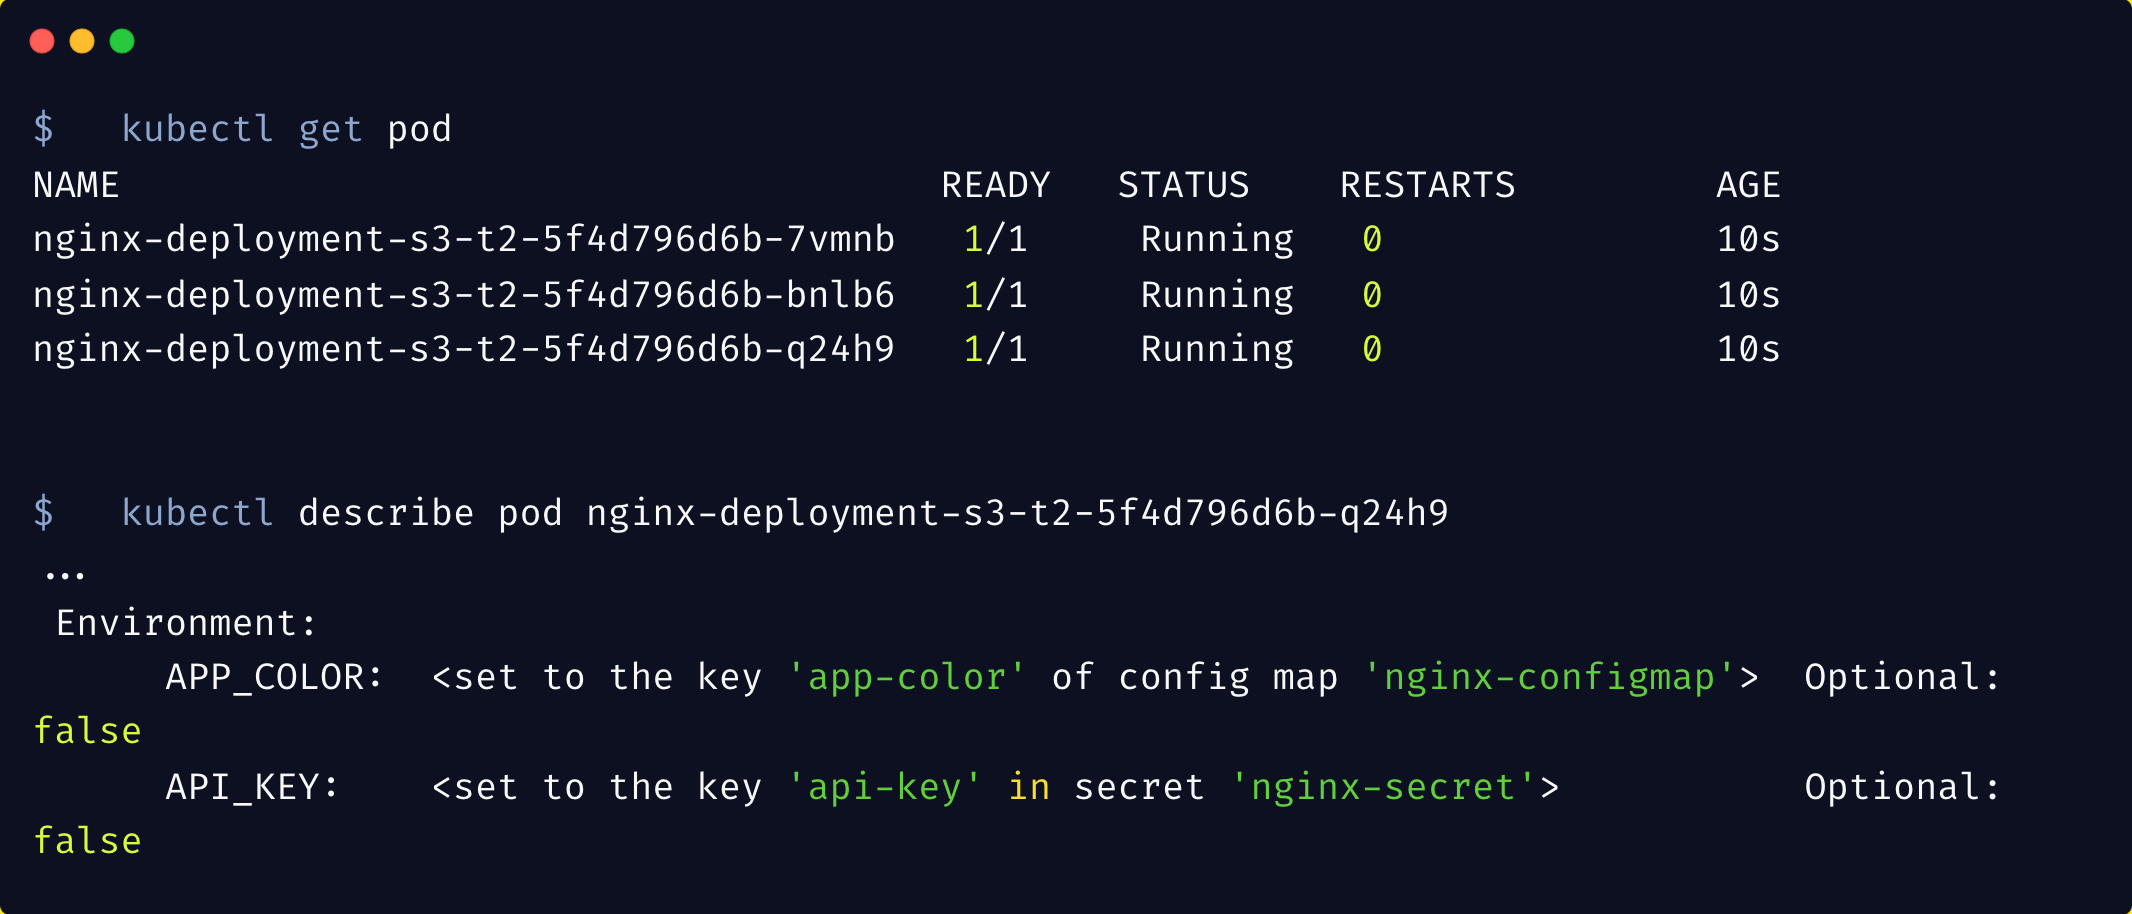 $   kubectl get pod
NAME                                     READY   STATUS    RESTARTS         AGE
nginx-deployment-s3-t2-5f4d796d6b-7vmnb   1/1     Running   0               10s
nginx-deployment-s3-t2-5f4d796d6b-bnlb6   1/1     Running   0               10s
nginx-deployment-s3-t2-5f4d796d6b-q24h9   1/1     Running   0               10s
$   kubectl describe pod nginx-deployment-s3-t2-5f4d796d6b-q24h9
...
 Environment:
      APP_COLOR:  <set to the key 'app-color' of config map 'nginx-configmap'>  Optional:
false
      API_KEY:    <set to the key 'api-key' in secret 'nginx-secret'>           Optional:
false